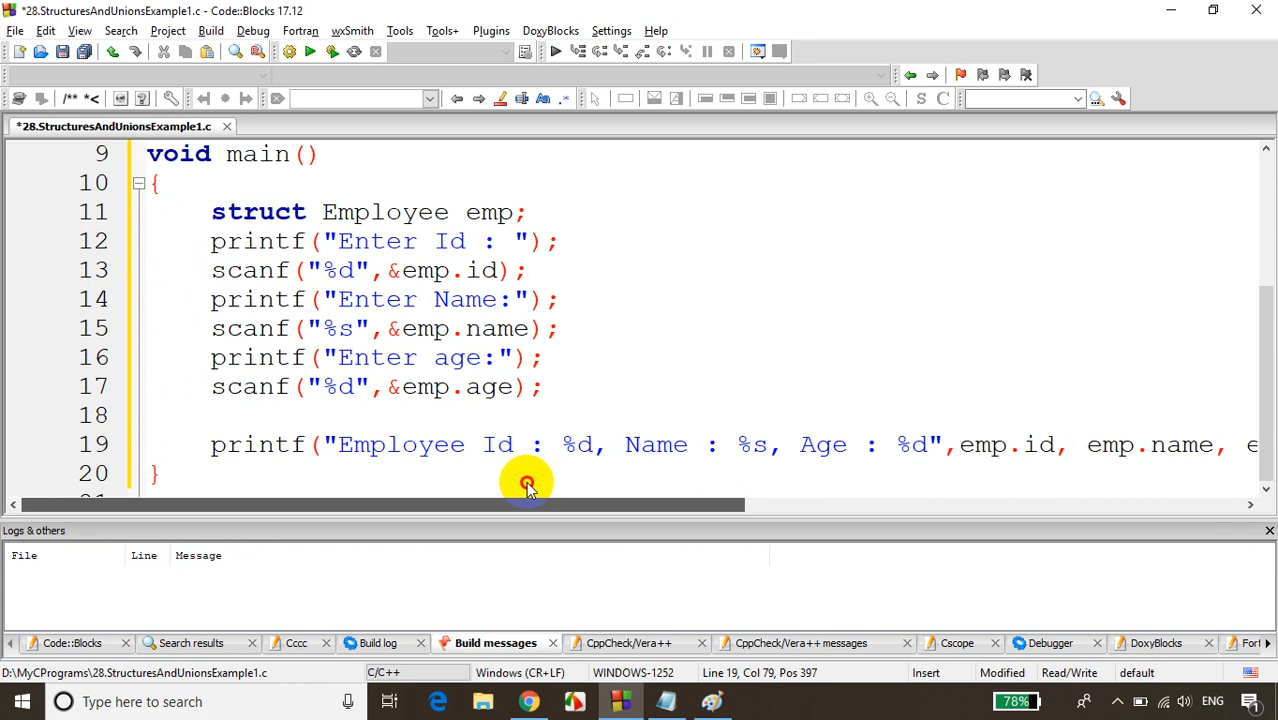 *28.StructuresAndUnionsExample1.c - Code::Blocks 17.12
File Edit View Search Project Build Debug Fortran wxSmith Tools Tools+ Plugins DoxyBlocks Settings Help
/** *< S C
*28.StructuresAndUnionsExample1.c
9 void main()
10 {
11 struct Employee emp;
12 printf("Enter Id : ");
13 scanf("%d",&emp.id);
14 printf("Enter Name:");
15 scanf("%s",&emp.name);
16 printf("Enter age:");
17 scanf("%d",&emp.age);
18
19 printf("Employee Id : %d, Name : %s, Age : %d",emp.id, emp.name, e
20 }
Logs & others
File Line Message
Code::Blocks Search results Cccc Build log Build messages CppCheck/Vera++ CppCheck/Vera++ messages Cscope Debugger DoxyBlocks Fort
D:\MyCPrograms\28.StructuresAndUnionsExample1.c C/C++ Windows (CR+LF) WINDOWS-1252 Line 19, Col 79, Pos 397 Insert Modified Read/Write default
Type here to search 78% ENG